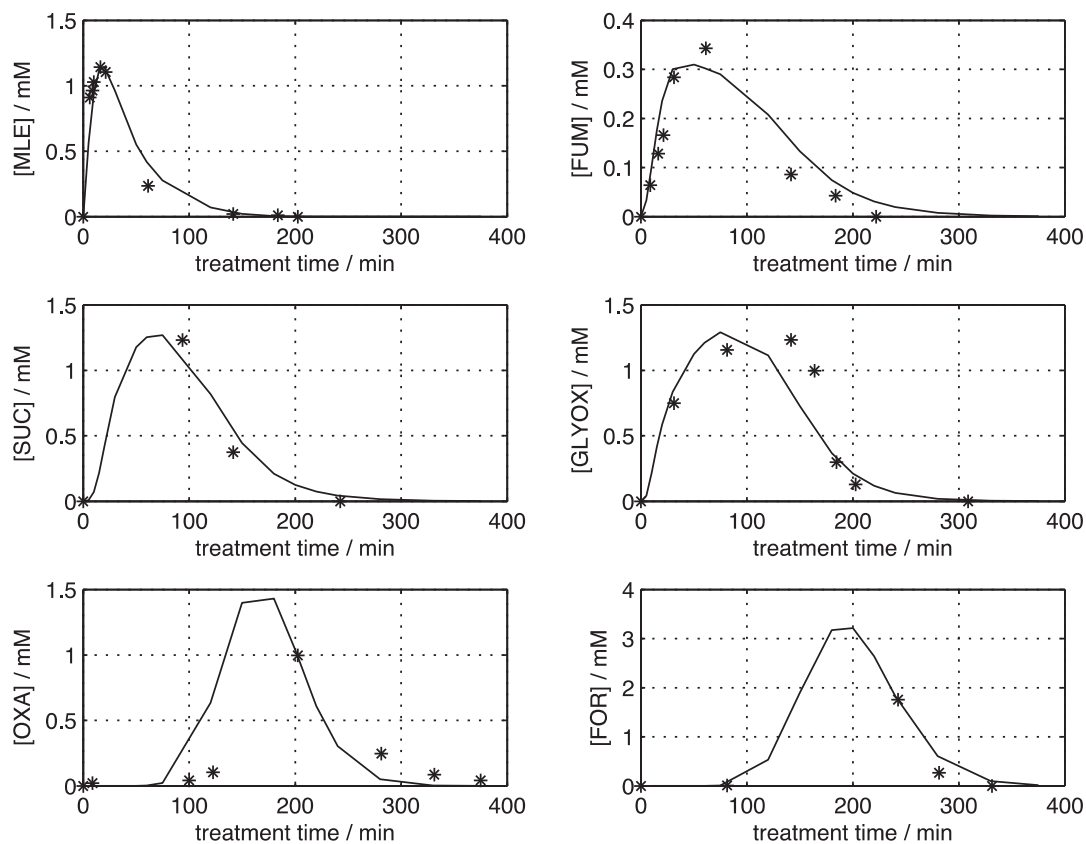 1.5
1
0.5
0
[MLE] / mM
0 100 200 300 400
treatment time / min
0.4
0.3
0.2
0.1
0
[FUM] / mM
0 100 200 300 400
treatment time / min
1.5
1
0.5
0
[SUC] / mM
0 100 200 300 400
treatment time / min
1.5
1
0.5
0
[GLYOX] / mM
0 100 200 300 400
treatment time / min
1.5
1
0.5
0
[OXA] / mM
0 100 200 300 400
treatment time / min
4
3
2
1
0
[FOR] / mM
0 100 200 300 400
treatment time / min